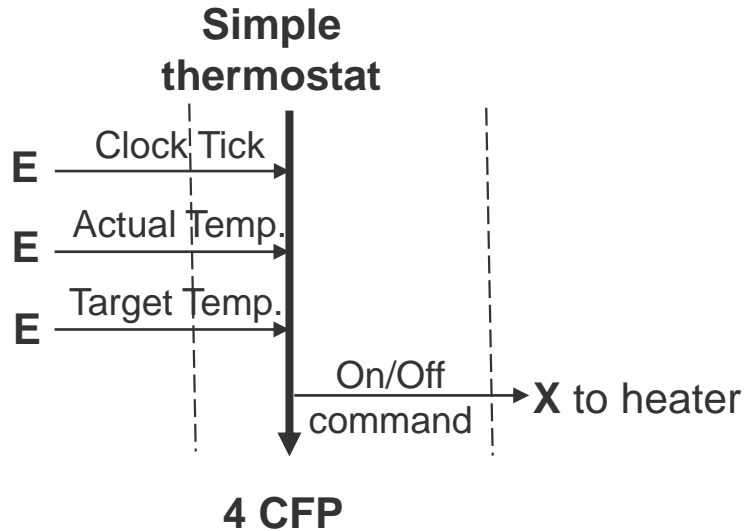 Simple
thermostat
E Clock Tick
E Actual Temp.
E Target Temp.
On/Off
command
X to heater
4 CFP